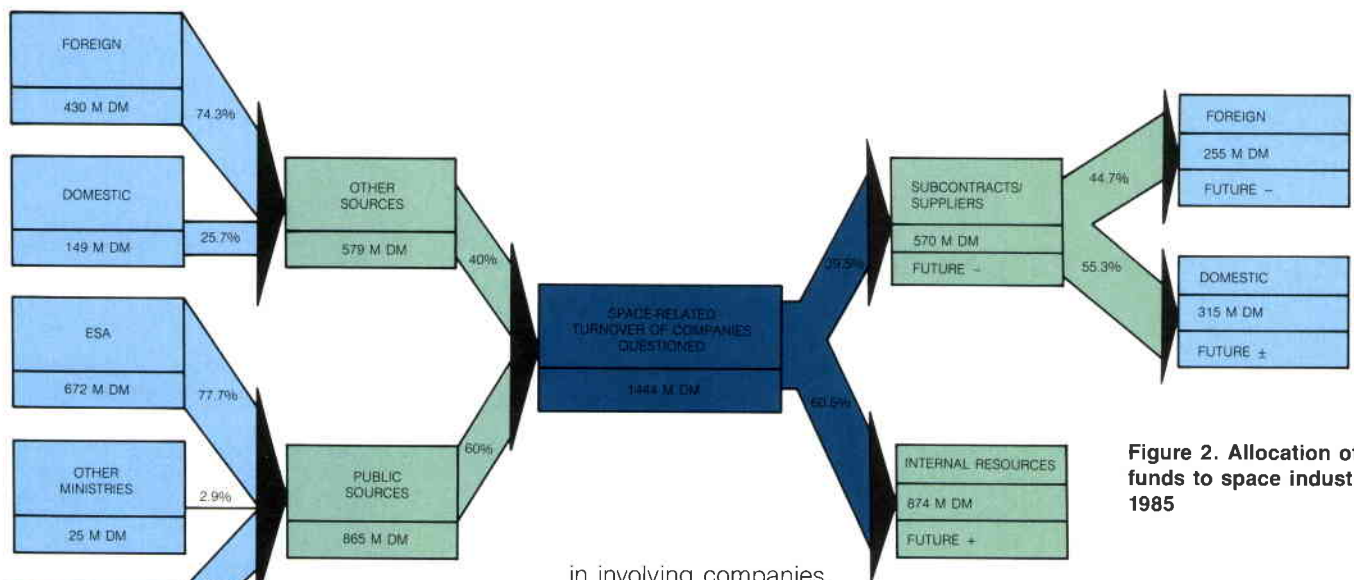 FOREIGN
430 M DM
74.3%
DOMESTIC
149 M DM
25.7%
OTHER
SOURCES
579 M DM
40%
ESA
672 M DM
77.7%
OTHER
MINISTRIES
25 M DM
2.9%
PUBLIC
SOURCES
865 M DM
60%
SPACE-RELATED
TURNOVER OF COMPANIES
QUESTIONED
1444 M DM
39.5%
60.5%
SUBCONTRACTS/
SUPPLIERS
570 M DM
FUTURE –
44.7%
55.3%
FOREIGN
255 M DM
FUTURE –
DOMESTIC
315 M DM
FUTURE ±
INTERNAL RESOURCES
874 M DM
FUTURE +
Figure 2. Allocation of
funds to space indust
1985
in involving companies